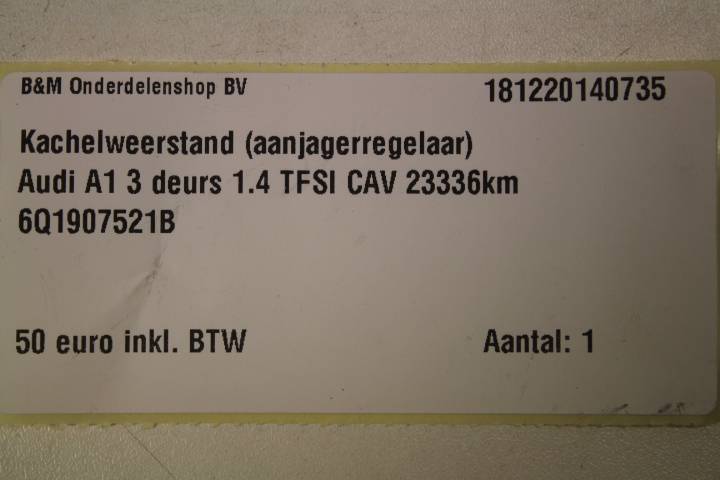 B&M Onderdelenshop BV 181220140735
Kachelweerstand (aanjagerregelaar)
Audi A1 3 deurs 1.4 TFSI CAV 23336km
6Q1907521B
50 euro inkl. BTW Aantal: 1